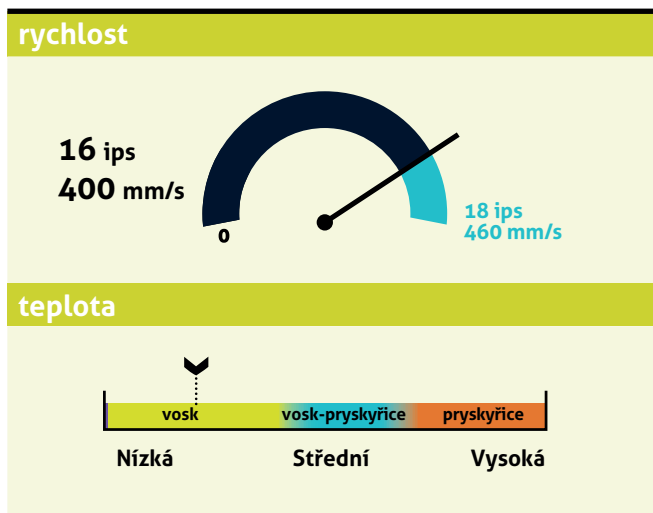 rychlost
16 ips
400 mm/s
0
18 ips
460 mm/s
teplota
vosk
vosk-pryskyřice
pryskyřice
Nízká
Střední
Vysoká